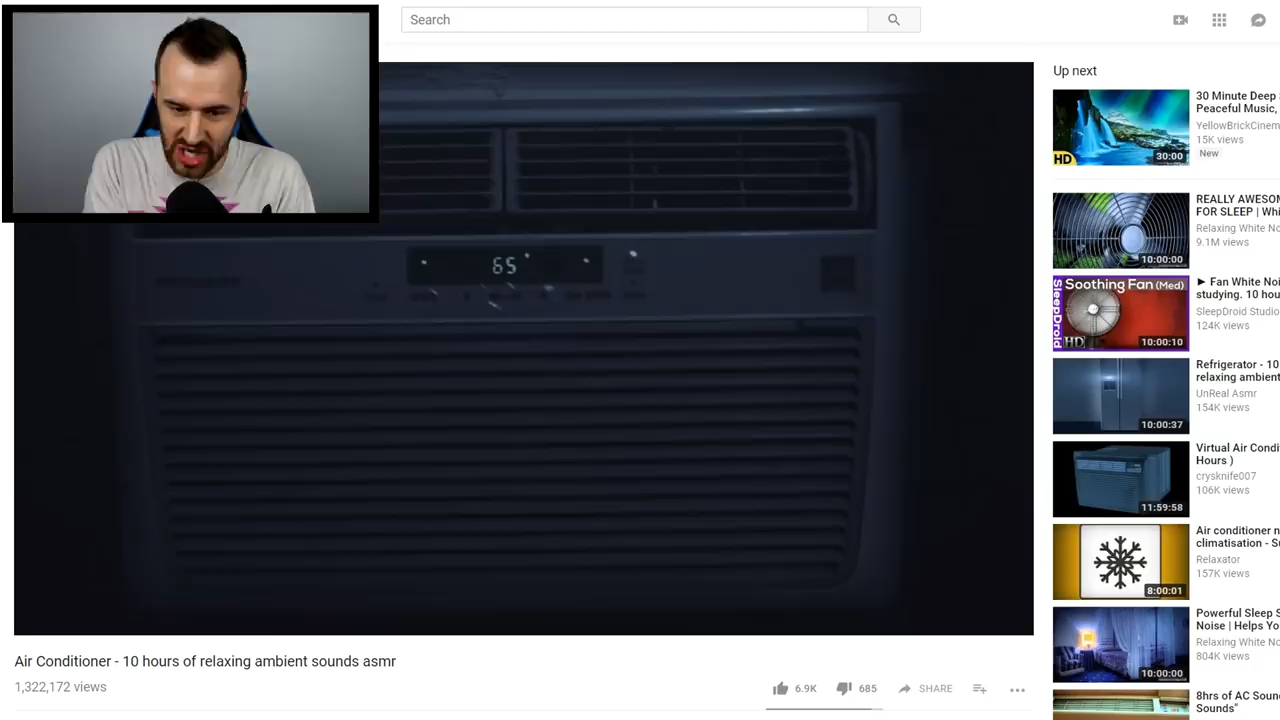 Search
65
Air Conditioner - 10 hours of relaxing ambient sounds asmr
1,322,172 views
6.9K
685
SHARE
Up next
HD
30:00
30 Minute Deep
Peaceful Music,
YellowBrickCinem
15K views
New
10:00:00
REALLY AWESOM
FOR SLEEP | Whi
Relaxing White No
9.1M views
SleepDroid
Soothing Fan (Med)
HD
10:00:10
► Fan White Noi
studying. 10 hou
SleepDroid Studio
124K views
10:00:37
Refrigerator - 10
relaxing ambient
UnReal Asmr
154K views
11:59:58
Virtual Air Condi
Hours )
crysknife007
106K views
8:00:01
Air conditioner n
climatisation - S
Relaxator
157K views
10:00:00
Powerful Sleep S
Noise | Helps Yo
Relaxing White No
804K views
8hrs of AC Sound
Sounds"